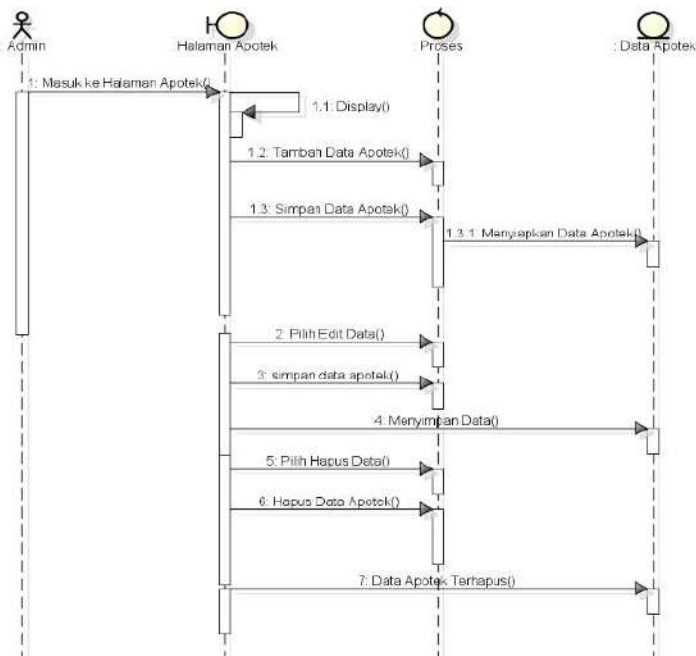 : Admin
Halaman Apotek
: Proses
: Data Apotek
1: Masuk ke Halaman Apotek()
1.1: Display()
1.2: Tambah Data Apotek()
1.3: Simpan Data Apotek()
1.3.1: Menyiapkan Data Apotek()
2: Pilih Edit Data()
3: simpan data apotek()
4: Menyimpan Data()
5: Pilih Hapus Data()
6: Hapus Data Apotek()
7: Data Apotek Terhapus()